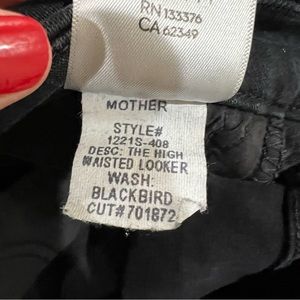 RN 133376
CA 62349
MOTHER
STYLE#
1221S-408
DESC: THE HIGH
WAISTED LOOKER
WASH:
BLACKBIRD
CUT#701872